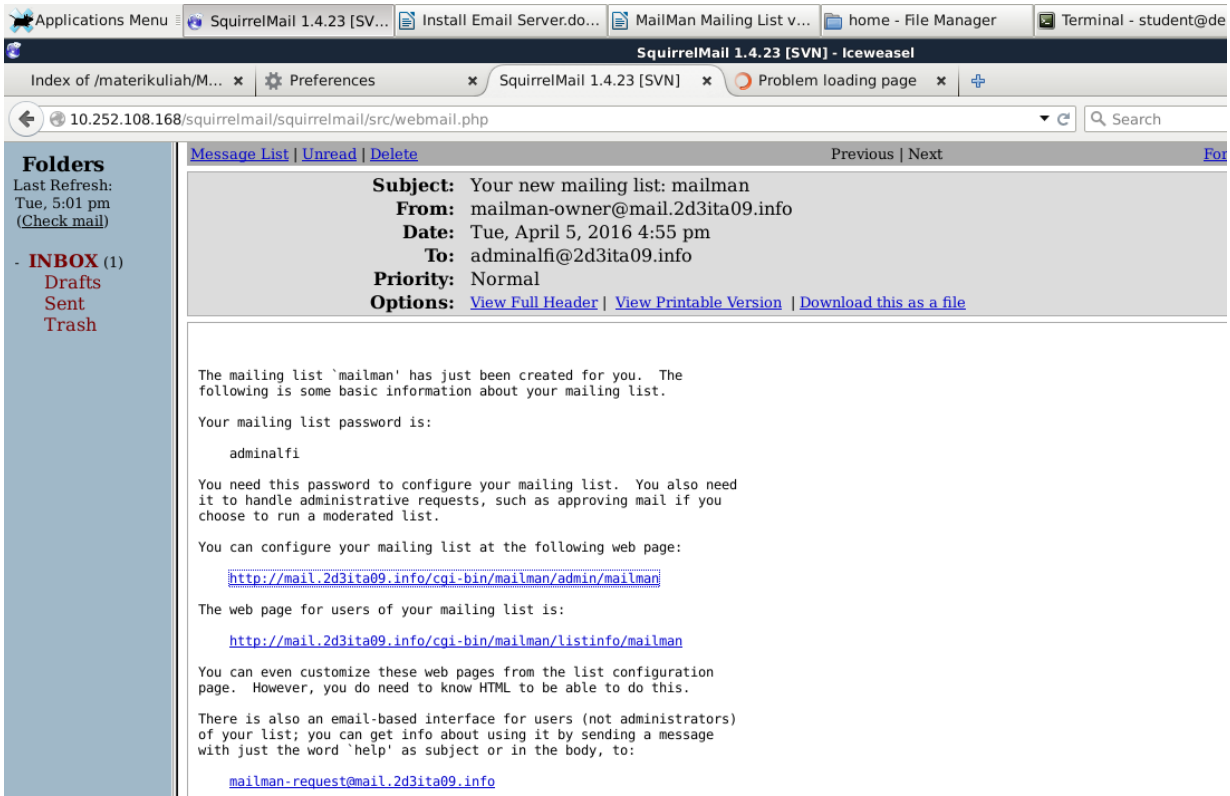 Applications Menu
SquirrelMail 1.4.23 [SV...
Install Email Server.do...
MailMan Mailing List v...
home - File Manager
Terminal - student@de
SquirrelMail 1.4.23 [SVN] - Iceweasel
Index of /materikuliah/M...
Preferences
SquirrelMail 1.4.23 [SVN]
Problem loading page
10.252.108.168/squirrelmail/squirrelmail/src/webmail.php
Search
Folders
Last Refresh:
Tue, 5:01 pm
(Check mail)
- INBOX (1)
Drafts
Sent
Trash
Message List | Unread | Delete
Previous | Next
For
Subject: Your new mailing list: mailman
From: mailman-owner@mail.2d3ita09.info
Date: Tue, April 5, 2016 4:55 pm
To: adminalfi@2d3ita09.info
Priority: Normal
Options: View Full Header | View Printable Version | Download this as a file
The mailing list `mailman' has just been created for you. The
following is some basic information about your mailing list.
Your mailing list password is:
adminalfi
You need this password to configure your mailing list. You also need
it to handle administrative requests, such as approving mail if you
choose to run a moderated list.
You can configure your mailing list at the following web page:
http://mail.2d3ita09.info/cgi-bin/mailman/admin/mailman
The web page for users of your mailing list is:
http://mail.2d3ita09.info/cgi-bin/mailman/listinfo/mailman
You can even customize these web pages from the list configuration
page. However, you do need to know HTML to be able to do this.
There is also an email-based interface for users (not administrators)
of your list; you can get info about using it by sending a message
with just the word `help' as subject or in the body, to:
mailman-request@mail.2d3ita09.info